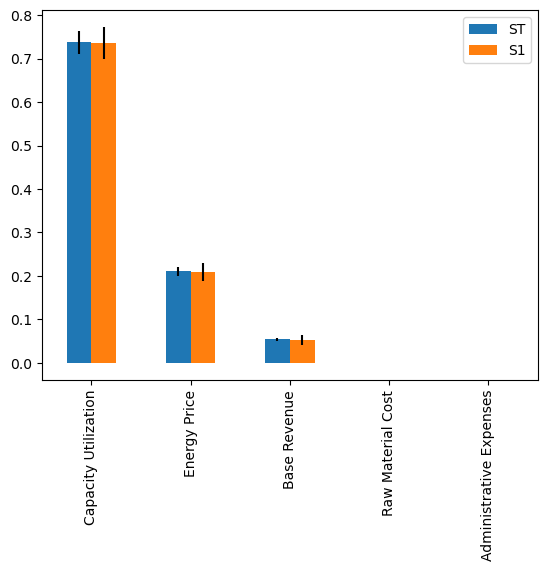 0.8
0.7
0.6
0.5
0.4
0.3
0.2
0.1
0.0
ST
S1
Capacity Utilization
Energy Price
Base Revenue
Raw Material Cost
Administrative Expenses